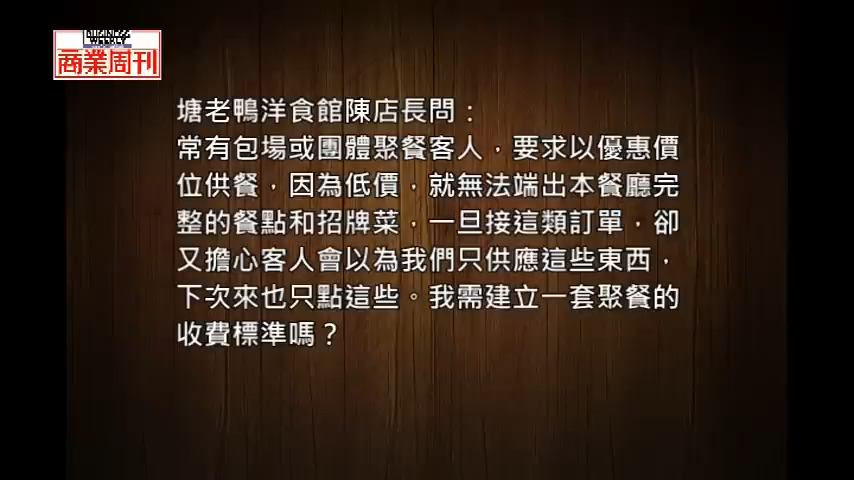 BUSINESS
WEEKLY
商業周刊
塘老鴨洋食館陳店長問：
常有包場或團體聚餐客人，要求以優惠價
位供餐，因為低價，就無法端出本餐廳完
整的餐點和招牌菜，一旦接這類訂單，卻
又擔心客人會以為我們只供應這些東西，
下次來也只點這些。我需建立一套聚餐的
收費標準嗎？